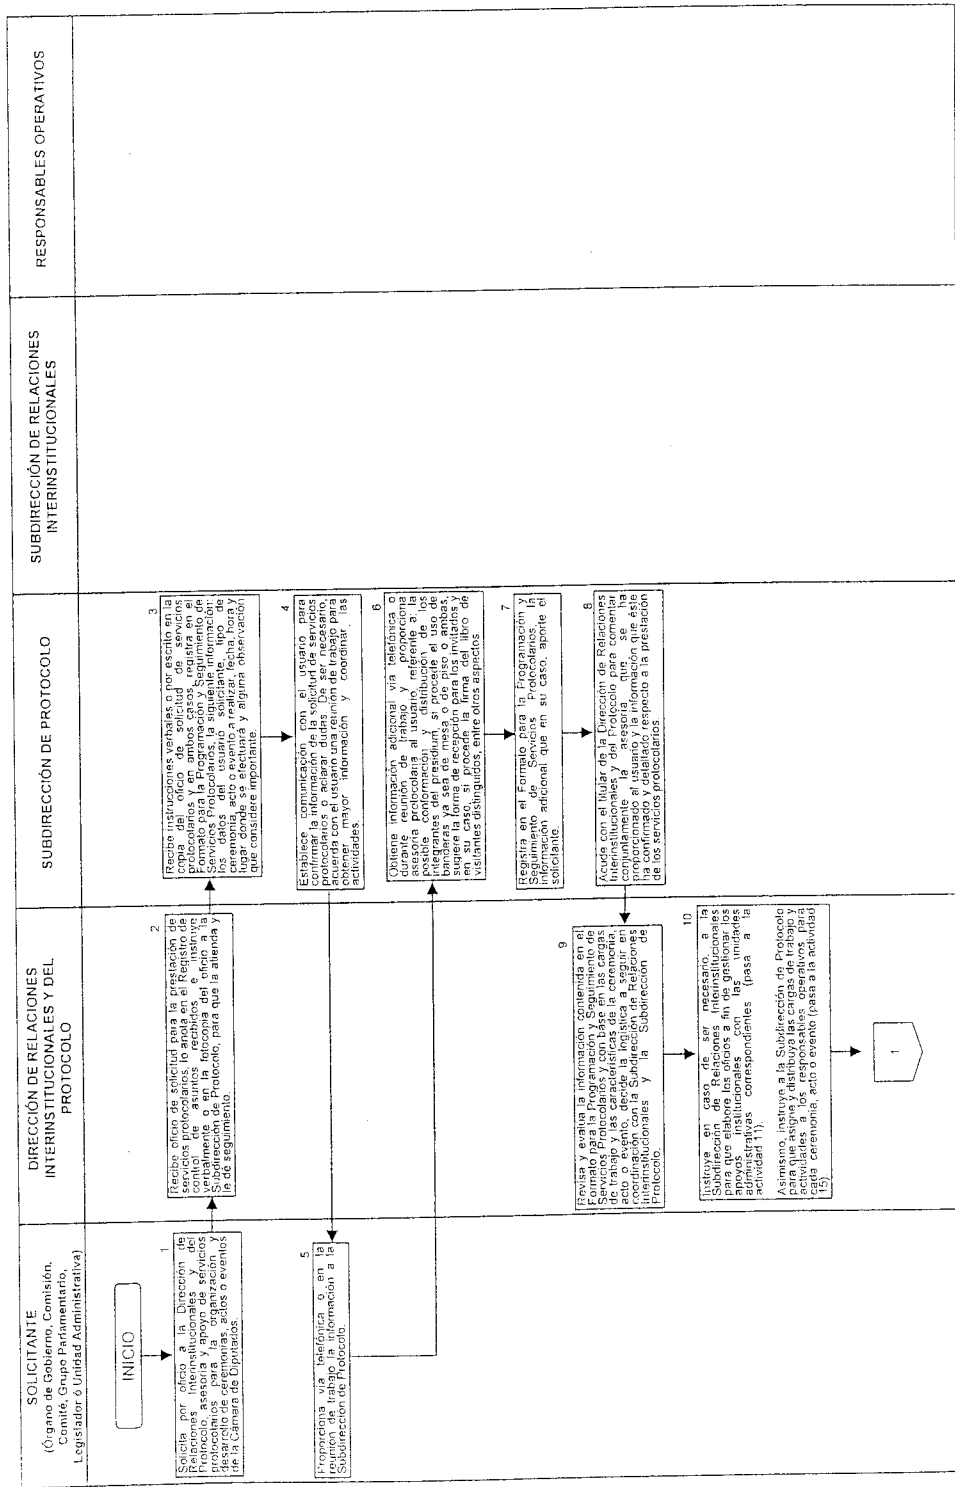 SOLICITANTE
(Órgano de Gobierno, Comisión,
Comité, Grupo Parlamentario,
Legislador ó Unidad Administrativa)
DIRECCIÓN DE RELACIONES
INTERINSTITUCIONALES Y DEL
PROTOCOLO
SUBDIRECCIÓN DE PROTOCOLO
SUBDIRECCIÓN DE RELACIONES
INTERINSTITUCIONALES
RESPONSABLES OPERATIVOS
INICIO
1
Solicita por oficio a la Dirección de
Relaciones Interinstitucionales y del
Protocolo, asesoría y apoyo de servicios
protocolarios para la organización y
desarrollo de ceremonias, actos o eventos
de la Cámara de Diputados.
2
Recibe oficio de solicitud para la prestación de
servicios protocolarios, lo anota en el Registro de
control de asuntos recibidos e instruye
verbalmente o en la fotocopia del oficio a la
Subdirección de Protocolo, para que la atienda y
le dé seguimiento.
3
Recibe instrucciones verbales o por escrito en la
copia del oficio de solicitud de servicios
protocolarios y en ambos casos, registra en el
Formato para la Programación y Seguimiento de
Servicios Protocolarios, la siguiente información:
los datos del usuario solicitante, tipo de
ceremonia, acto o evento a realizar, fecha, hora y
lugar donde se efectuará y alguna observación
que considere importante.
4
Establece comunicación con el usuario para
confirmar la información de la solicitud de servicios
protocolarios o aclarar dudas. De ser necesario,
acuerda con el usuario una reunión de trabajo para
obtener mayor información y coordinar las
actividades.
5
Proporciona vía telefónica o en la
reunión de trabajo la información a la
Subdirección de Protocolo.
6
Obtiene información adicional vía telefónica o
durante reunión de trabajo y proporciona
asesoría protocolaria al usuario, referente a: la
posible conformación y distribución de los
integrantes del presídium, si procede el uso de
banderas ya sea de mesa o de piso o ambas,
sugiere la forma de recepción para los invitados y
en su caso, si procede la firma del libro de
visitantes distinguidos, entre otros aspectos.
7
Registra en el Formato para la Programación y
Seguimiento de Servicios Protocolarios, la
información adicional que en su caso, aporte el
solicitante.
8
Acude con el titular de la Dirección de Relaciones
Interinstitucionales y del Protocolo para comentar
conjuntamente la asesoría que se ha
proporcionado al usuario y la información que éste
ha confirmado y detallado respecto a la prestación
de los servicios protocolarios.
9
Revisa y evalúa la información contenida en el
Formato para la Programación y Seguimiento de
Servicios Protocolarios y con base en las cargas
de trabajo y las características de la ceremonia,
acto o evento, decide la logística a seguir en
coordinación con la Subdirección de Relaciones
Interinstitucionales y la Subdirección de
Protocolo.
10
Instruye en caso de ser necesario, a la
Subdirección de Relaciones Interinstitucionales
para que elabore los oficios a fin de gestionar los
apoyos institucionales con las unidades
administrativas correspondientes (pasa a la
actividad 11).
Asimismo, instruye a la Subdirección de Protocolo
para que asigne y distribuya las cargas de trabajo y
actividades a los responsables operativos para
cada ceremonia, acto o evento (pasa a la actividad
15).
1